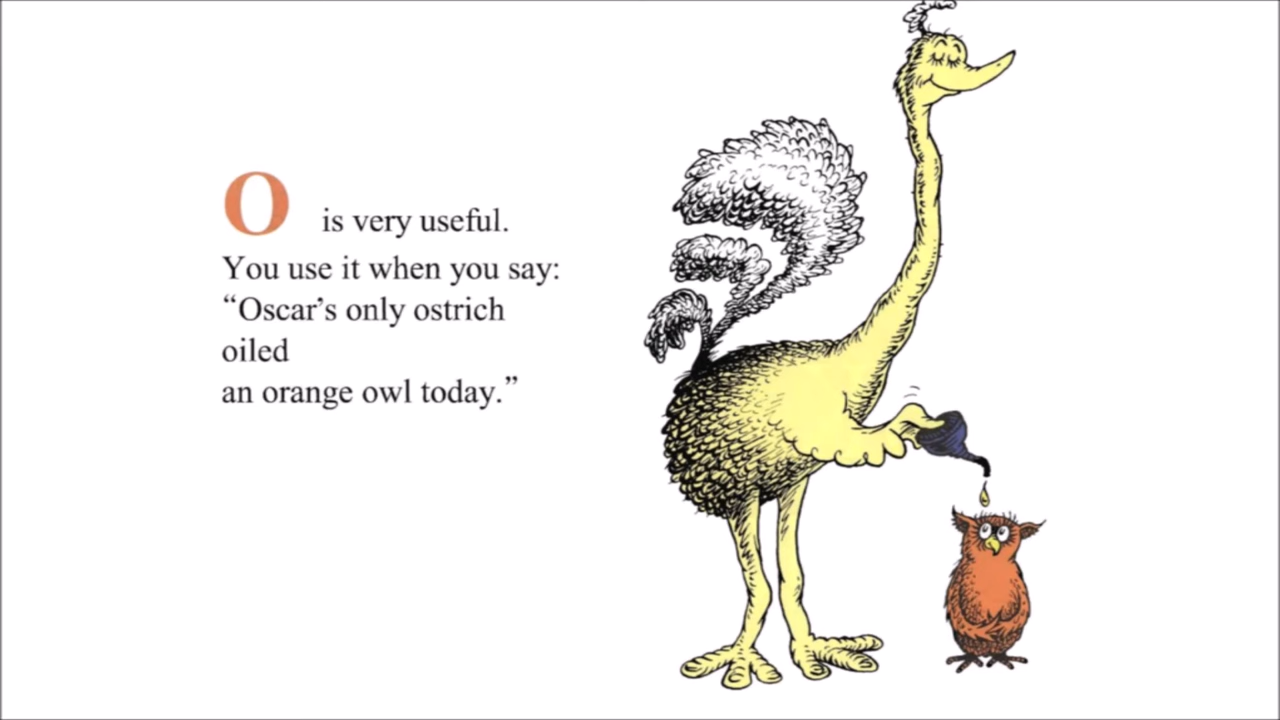 O is very useful.
You use it when you say:
“Oscar’s only ostrich
oiled
an orange owl today.”